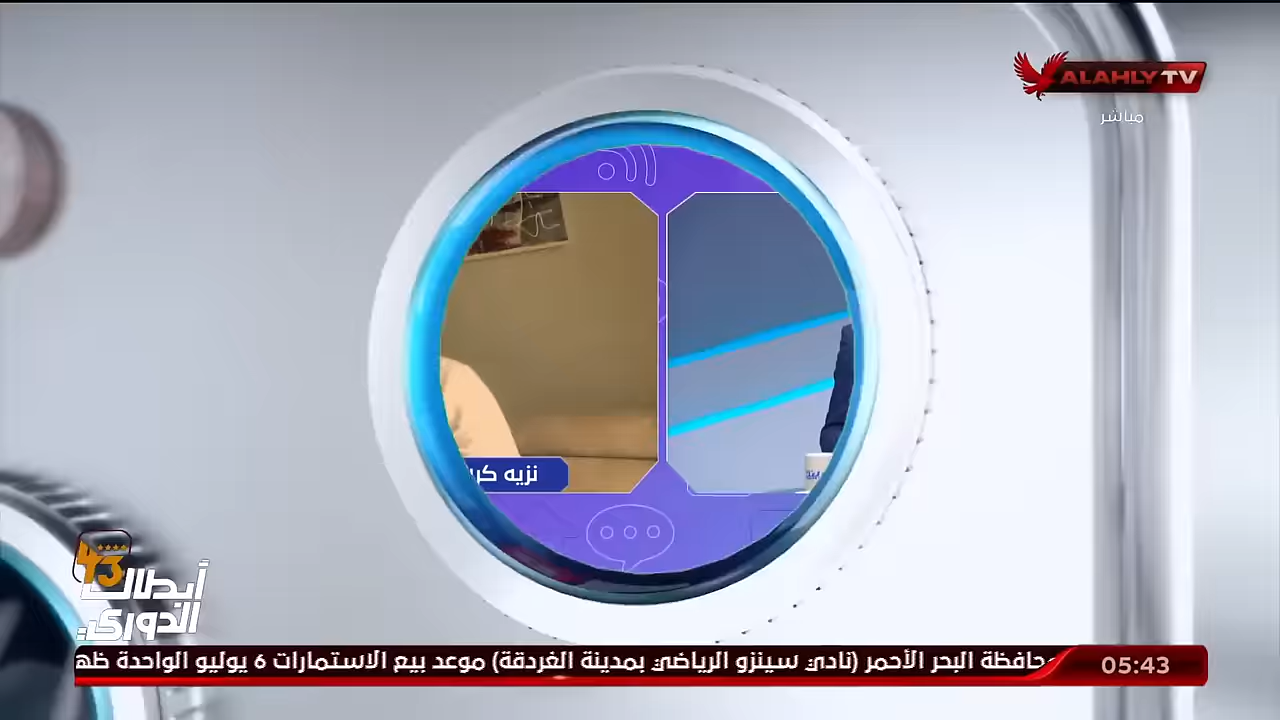 ALAHLY TV
مباشر
نزيه
43
أبطال
الدوري
حافظة البحر الأحمر (نادي سينزو الرياضي بمدينة الغردقة) موعد بيع الاستمارات 6 يوليو الواحدة ظه
05:43